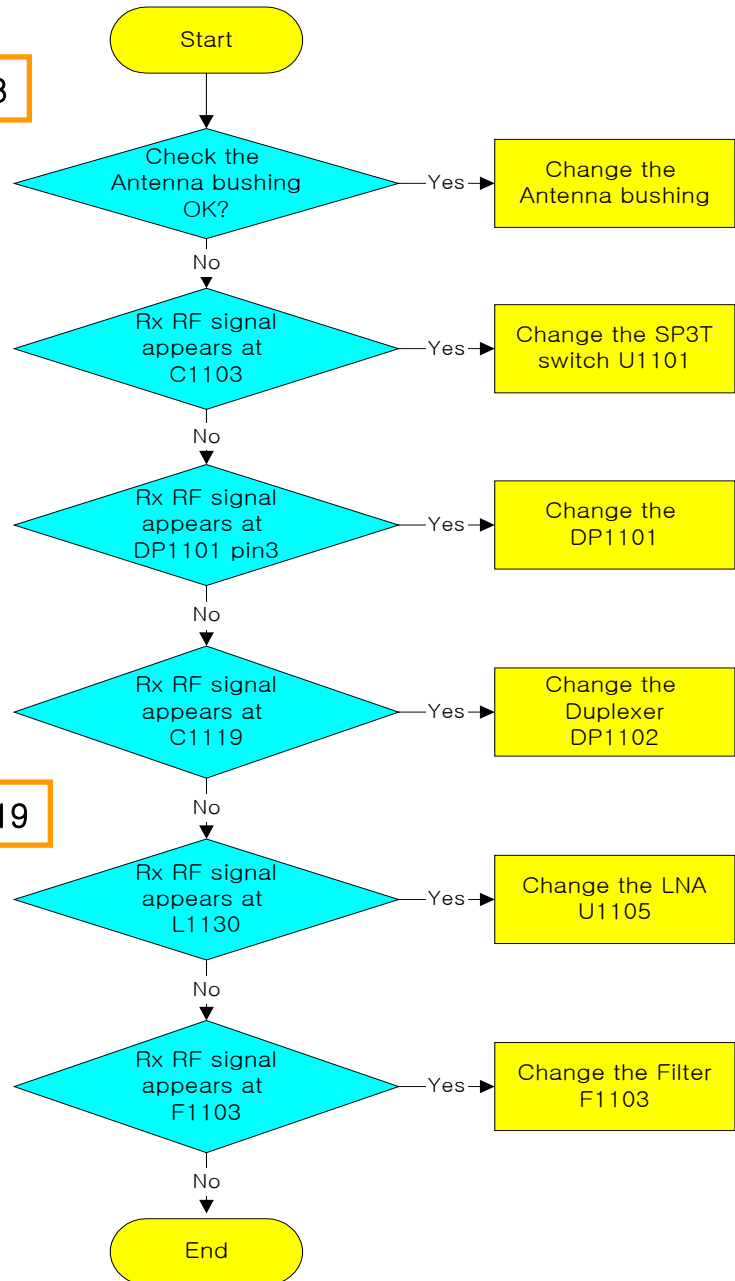 Start
3
Check the
Antenna bushing
OK?
Yes
Change the
Antenna bushing
No
Rx RF signal
appears at
C1103
Yes
Change the SP3T
switch U1101
No
Rx RF signal
appears at
DP1101 pin3
Yes
Change the
DP1101
No
Rx RF signal
appears at
C1119
Yes
Change the
Duplexer
DP1102
No
19
Rx RF signal
appears at
L1130
Yes
Change the LNA
U1105
No
Rx RF signal
appears at
F1103
Yes
Change the Filter
F1103
No
End